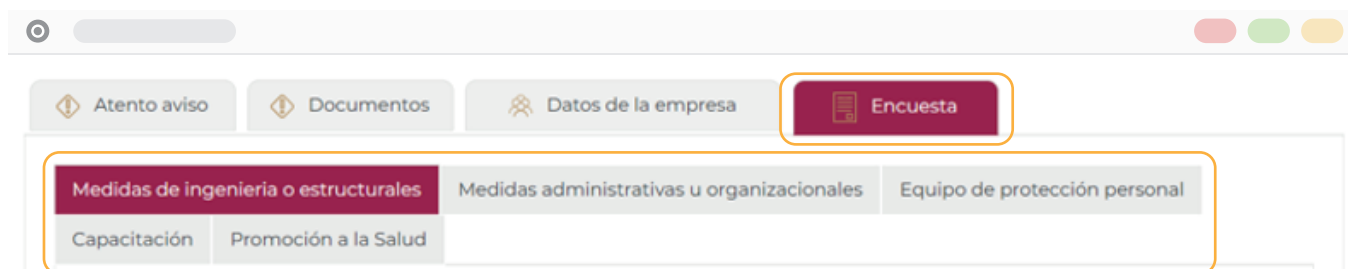 Atento aviso Documentos Datos de la empresa Encuesta
Medidas de ingenieria o estructurales Medidas administrativas u organizacionales Equipo de protección personal
Capacitación Promoción a la Salud